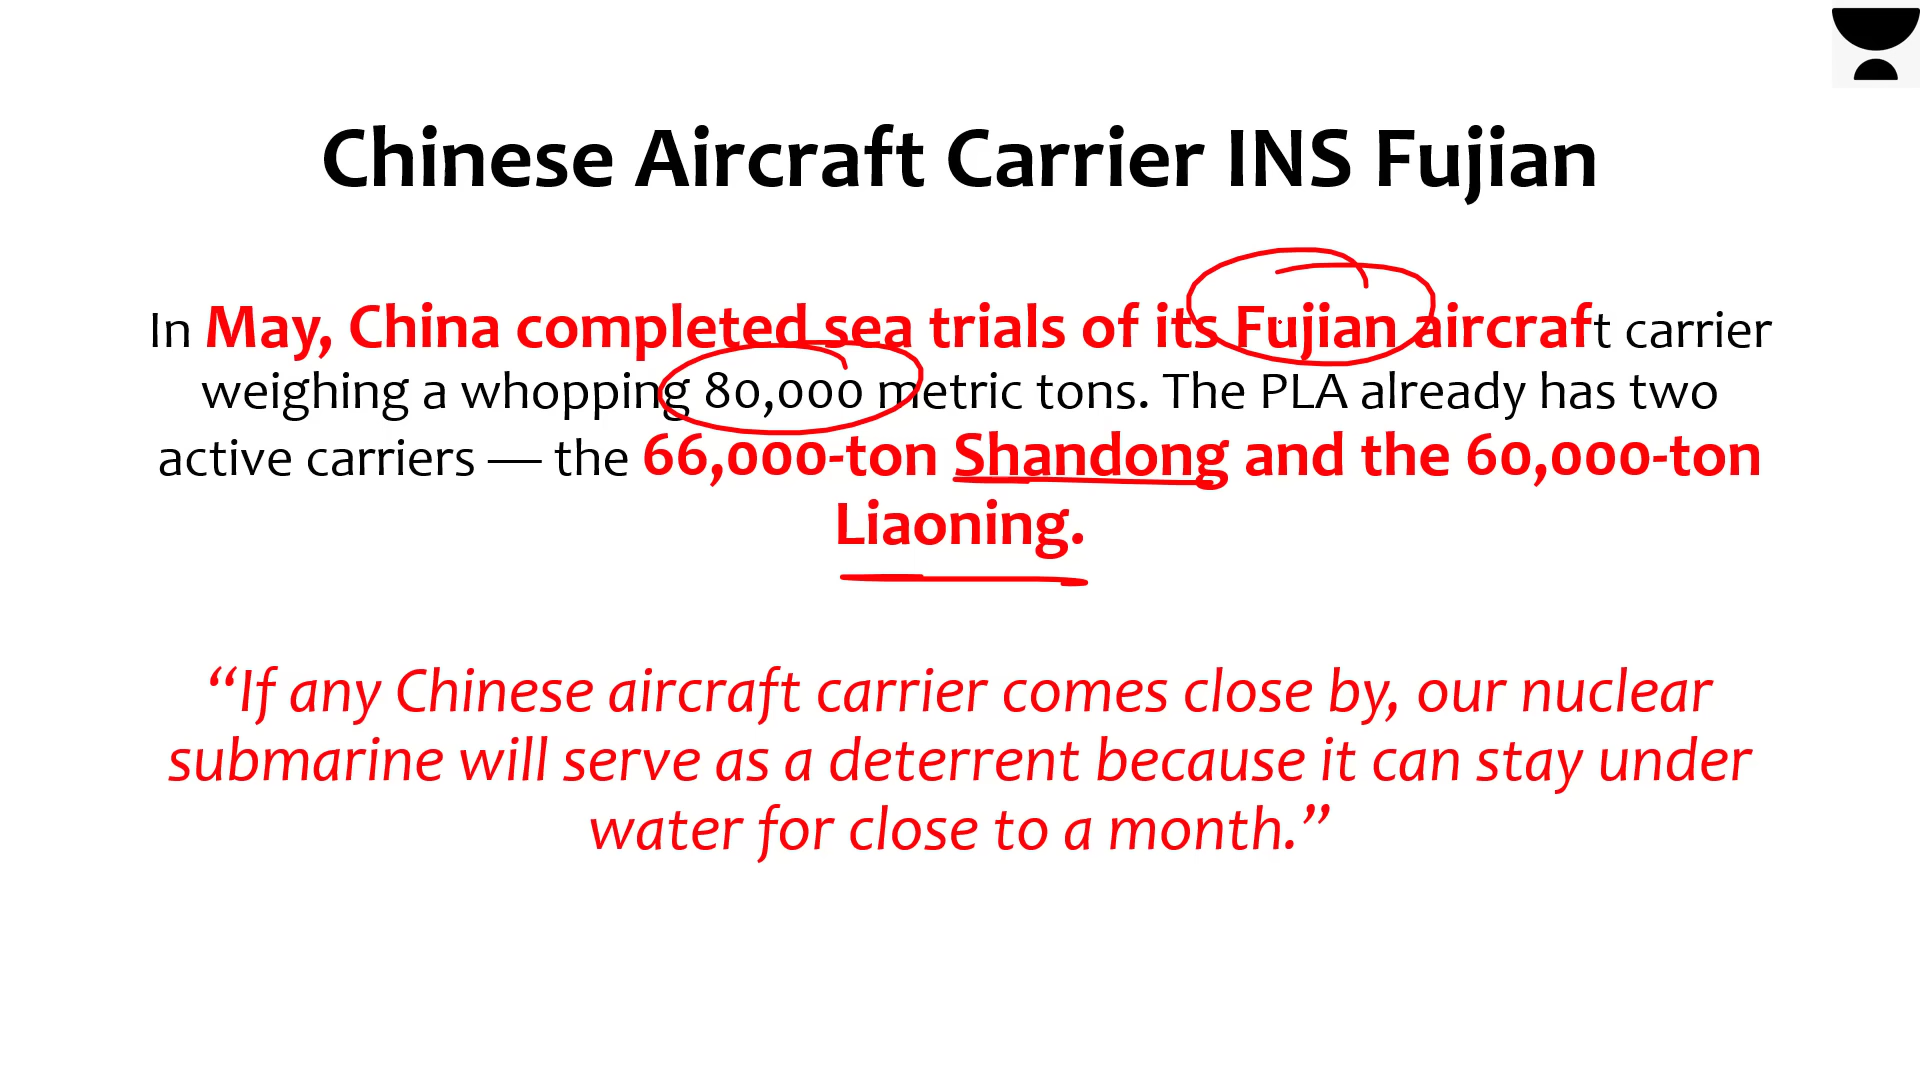 Chinese Aircraft Carrier INS Fujian
In May, China completed sea trials of its Fujian aircraft carrier
weighing a whopping 80,000 metric tons. The PLA already has two
active carriers — the 66,000-ton Shandong and the 60,000-ton
Liaoning.
“If any Chinese aircraft carrier comes close by, our nuclear
submarine will serve as a deterrent because it can stay under
water for close to a month.”